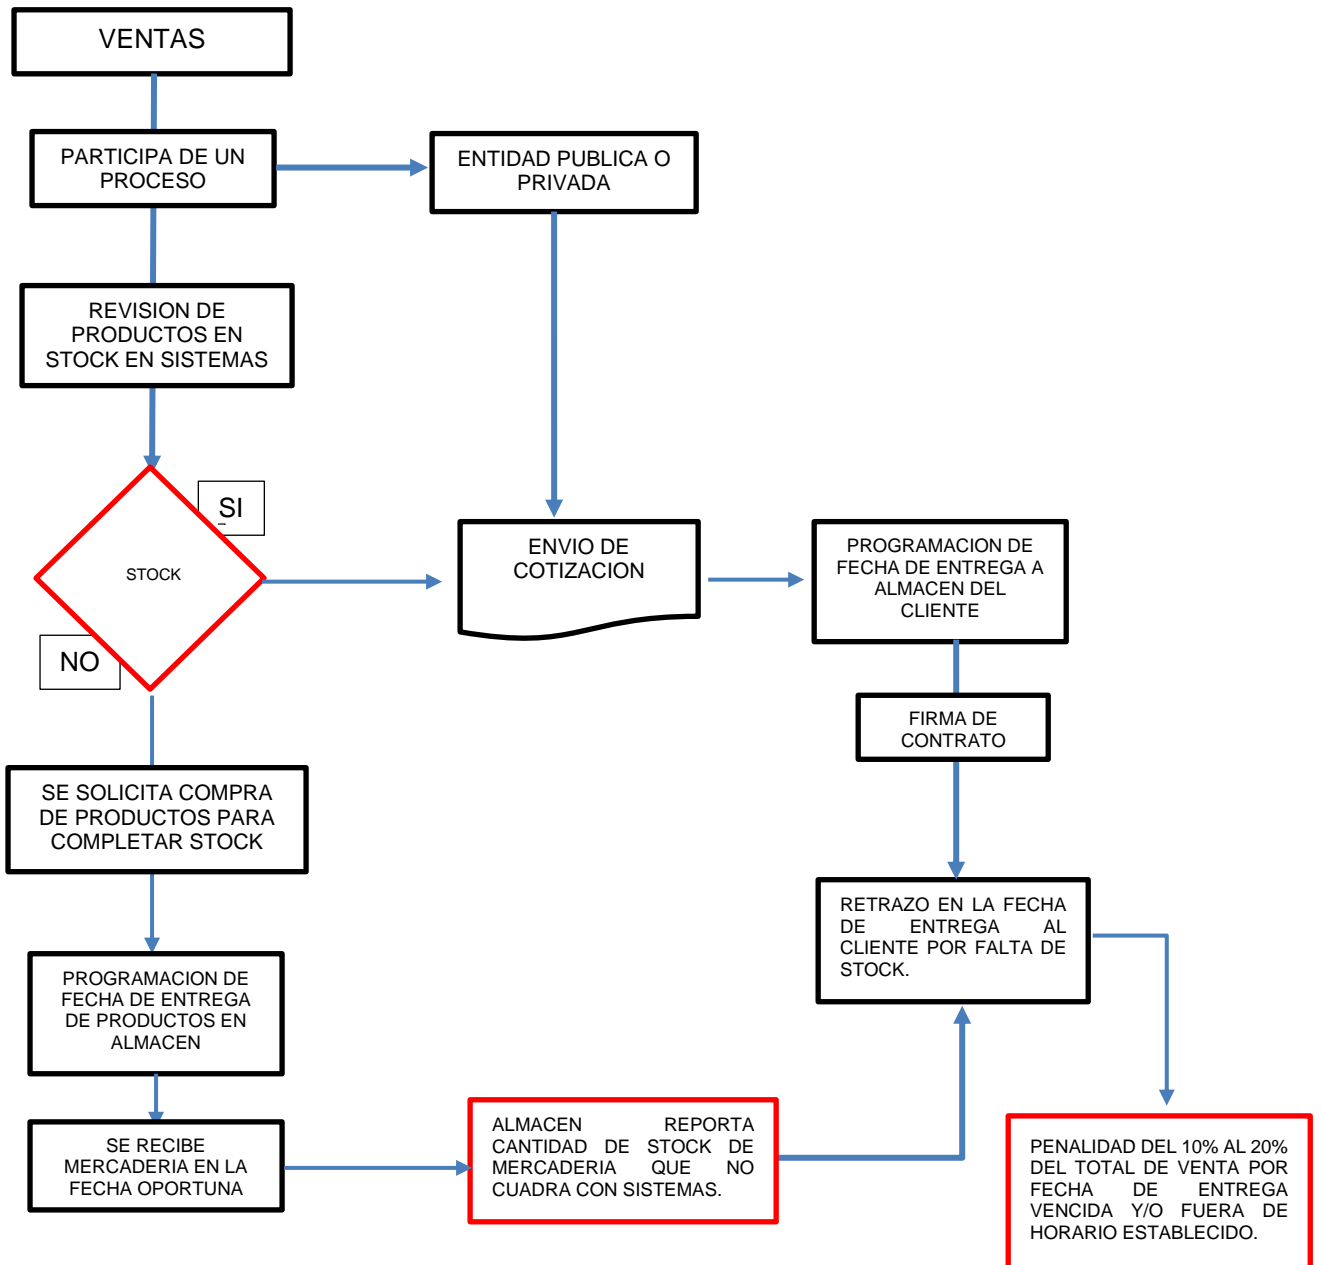 VENTAS
PARTICIPA DE UN
PROCESO
ENTIDAD PUBLICA O
PRIVADA
REVISION DE
PRODUCTOS EN
STOCK EN SISTEMAS
SI
STOCK
NO
ENVIO DE
COTIZACION
PROGRAMACION DE
FECHA DE ENTREGA A
ALMACEN DEL
CLIENTE
FIRMA DE
CONTRATO
SE SOLICITA COMPRA
DE PRODUCTOS PARA
COMPLETAR STOCK
RETRAZO EN LA FECHA
DE ENTREGA AL
CLIENTE POR FALTA DE
STOCK.
PROGRAMACION DE
FECHA DE ENTREGA
DE PRODUCTOS EN
ALMACEN
SE RECIBE
MERCADERIA EN LA
FECHA OPORTUNA
ALMACEN REPORTA
CANTIDAD DE STOCK DE
MERCADERIA QUE NO
CUADRA CON SISTEMAS.
PENALIDAD DEL 10% AL 20%
DEL TOTAL DE VENTA POR
FECHA DE ENTREGA
VENCIDA Y/O FUERA DE
HORARIO ESTABLECIDO.